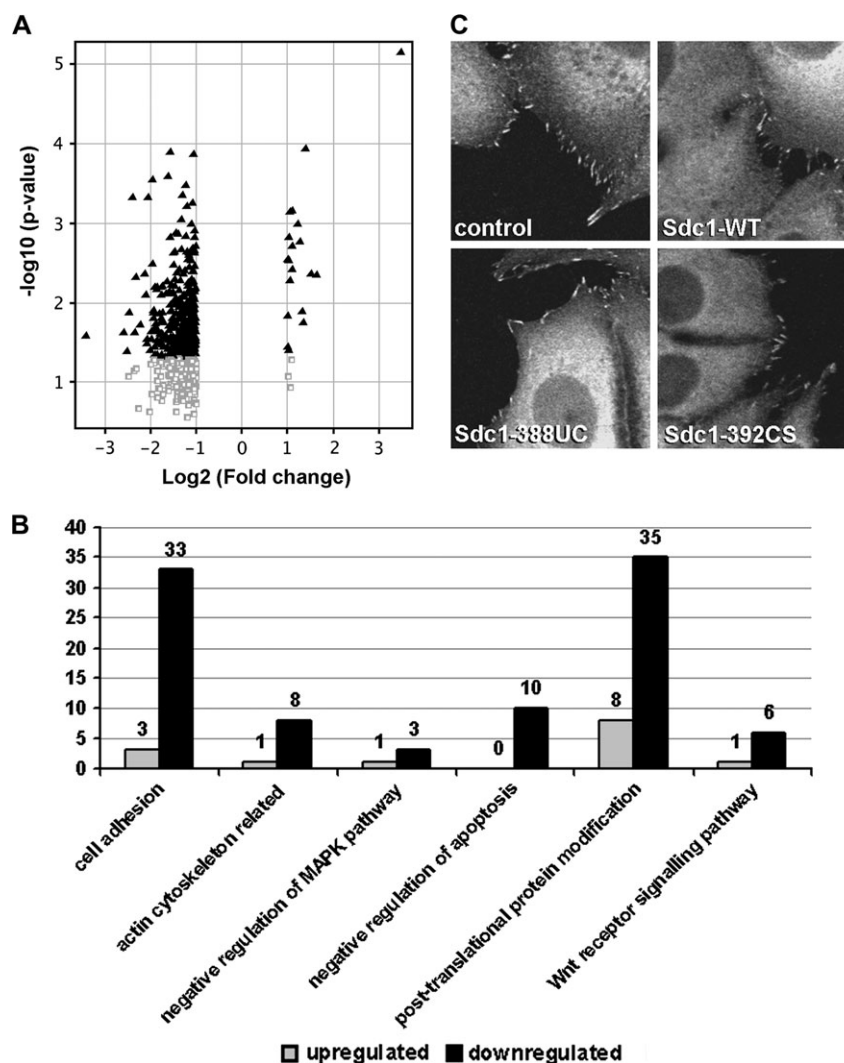 A
5
4
3
2
1
-log10 (p-value)
−3 −2 −1 0 1 2 3
Log2 (Fold change)
C
control
Sdc1-WT
Sdc1-388UC
Sdc1-392CS
B
40
35
30
25
20
15
10
5
0
3 33
1 8
1 3
0 10
8 35
1 6
cell adhesion
actin cytoskeleton related
negative regulation of MAPK pathway
negative regulation of apoptosis
post-translational protein modification
Wnt receptor signalling pathway
upregulated downregulated